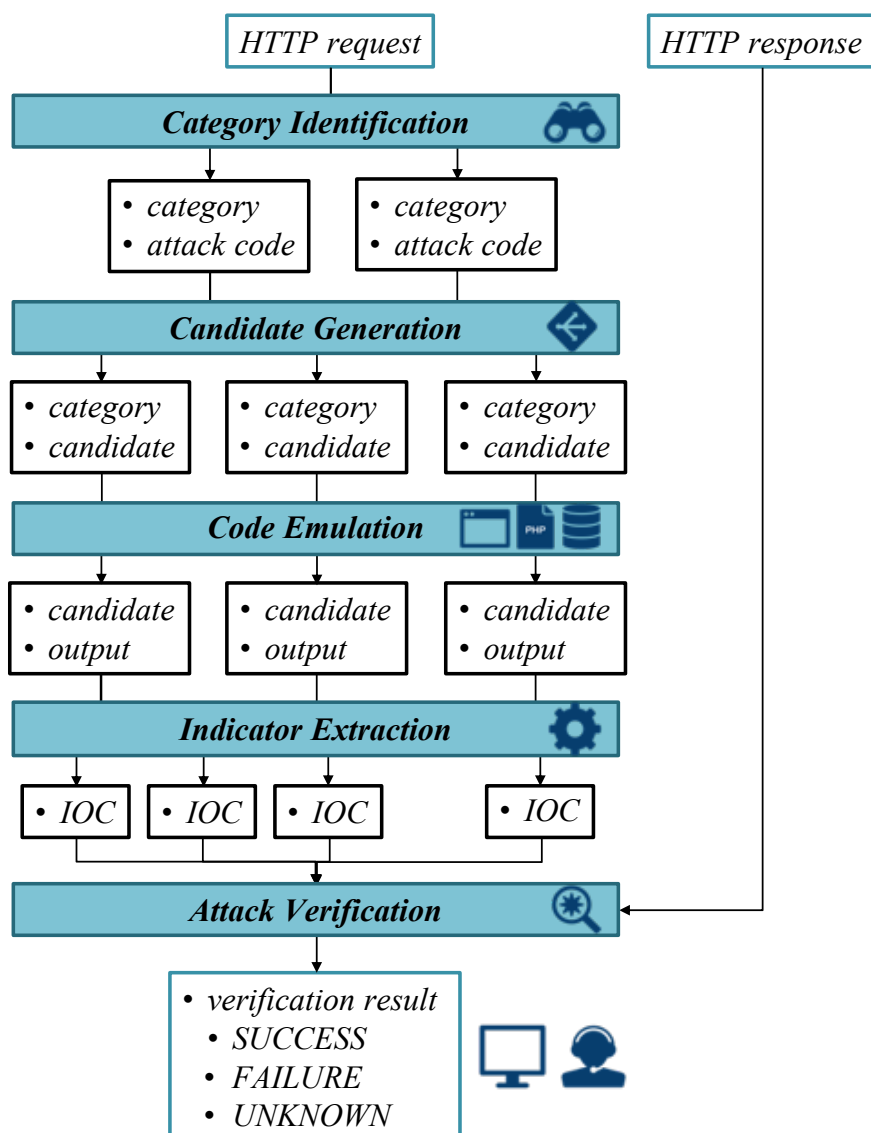 HTTP request
HTTP response
Category Identification
• category
• attack code
• category
• attack code
Candidate Generation
• category
• candidate
• category
• candidate
• category
• candidate
Code Emulation
PHP
• candidate
• output
• candidate
• output
• candidate
• output
Indicator Extraction
• IOC
• IOC
• IOC
• IOC
Attack Verification
• verification result
• SUCCESS
• FAILURE
• UNKNOWN